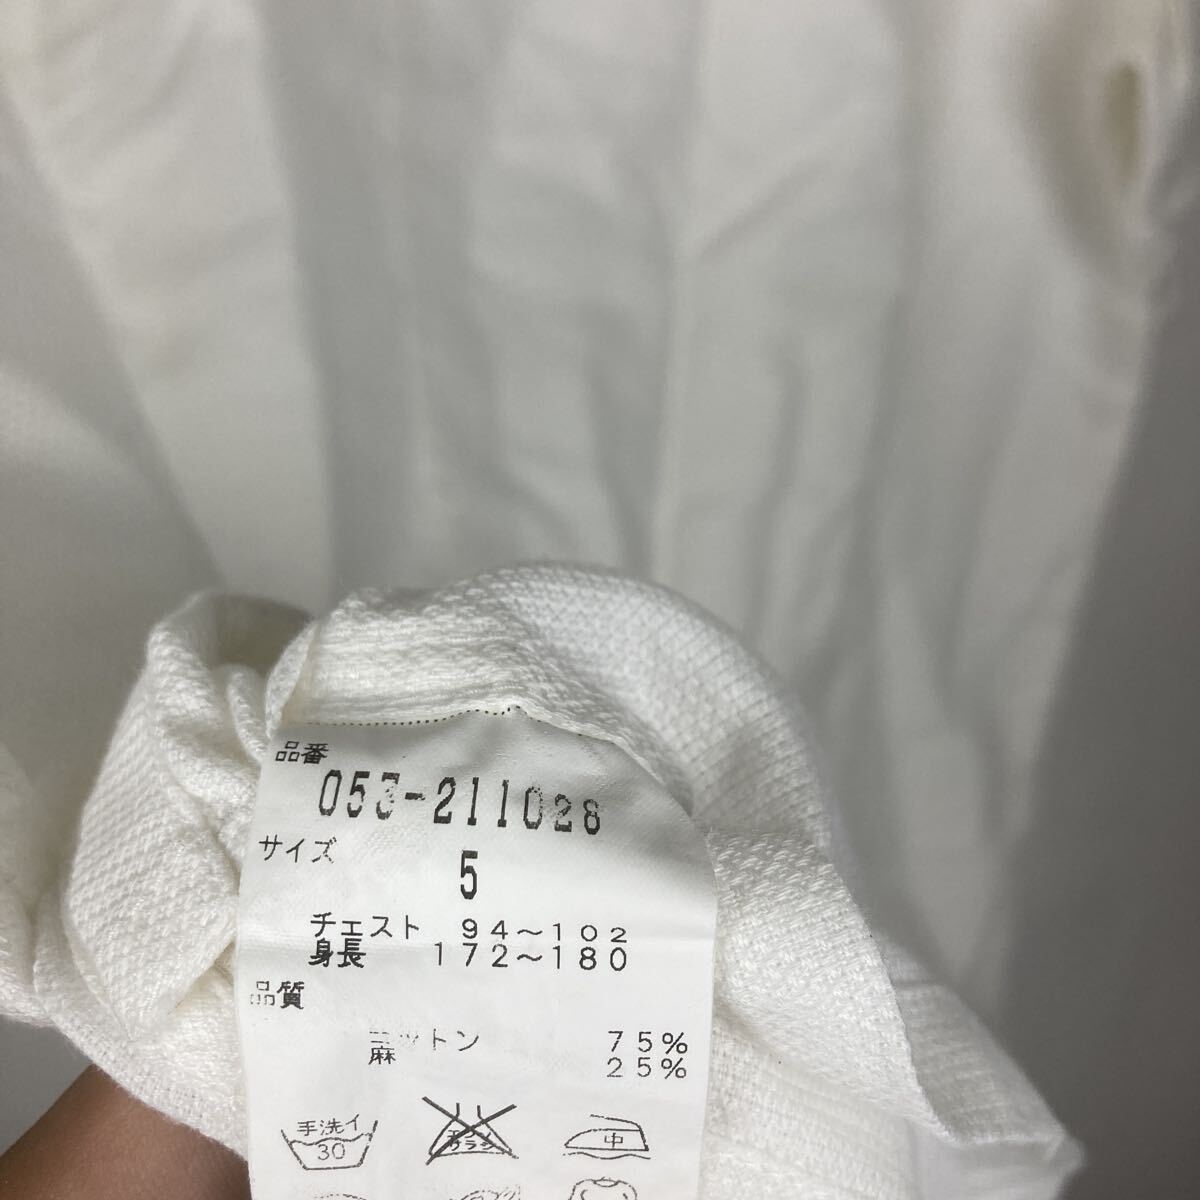 品番
053-211028
サイズ
5
チェスト 94～102
身長 172～180
品質
コットン 75%
麻 25%
手洗イ
30
中